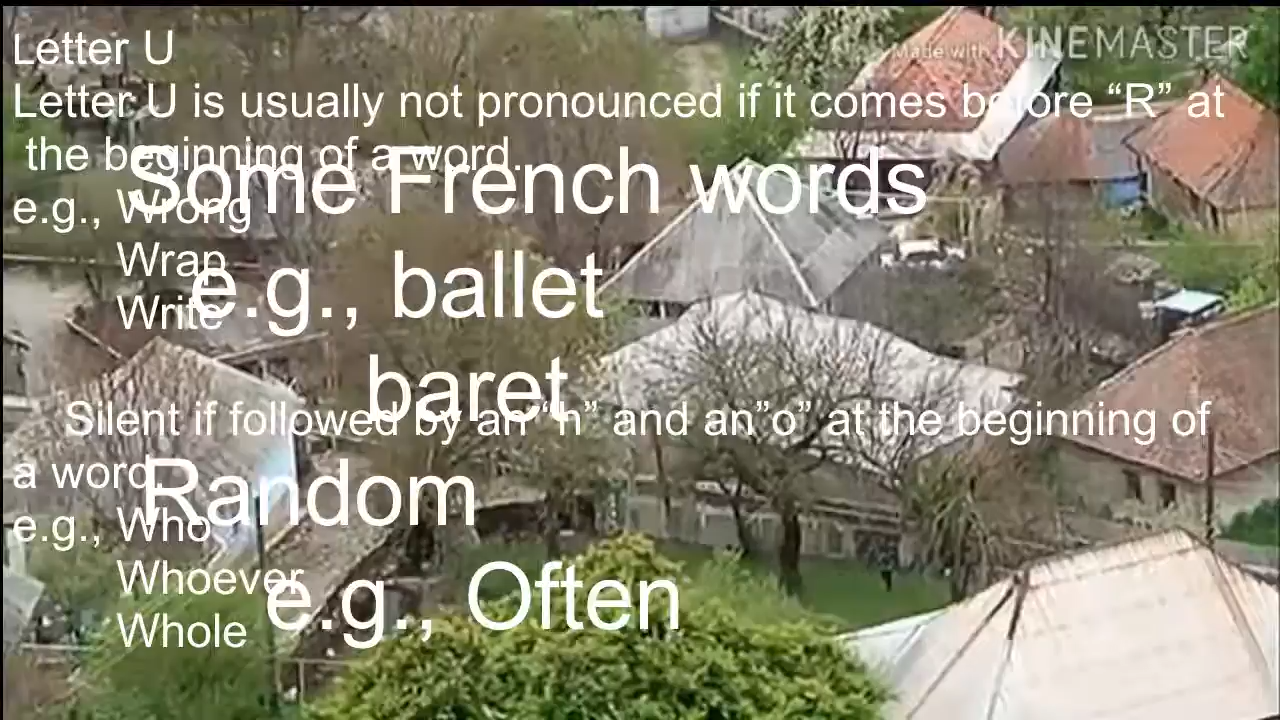 Made with KINEMASTER
Letter U
Letter U is usually not pronounced if it comes before “R” at
the beginning of a word.
e.g., Wrong
Wrap
Write
Silent if followed by an “h” and an”o” at the beginning of
a word.
e.g., Who
Whoever
Whole
Some French words
e.g., ballet
baret
Random
e.g., Often